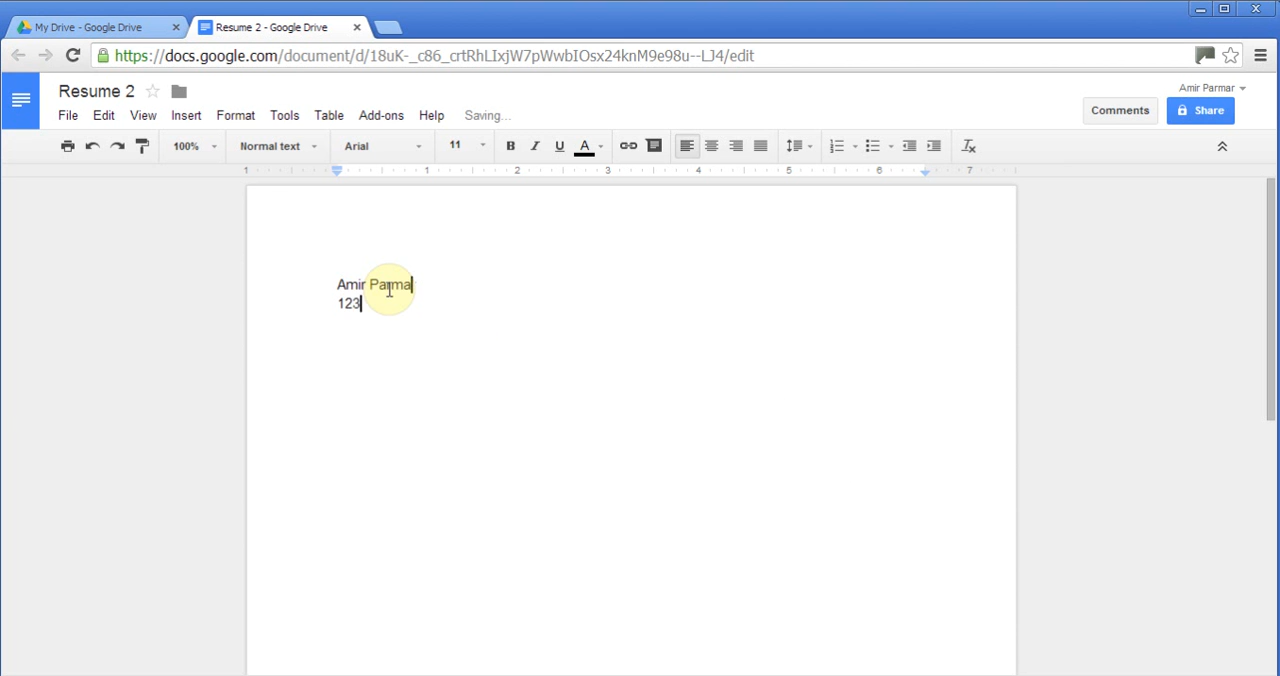 My Drive - Google Drive
Resume 2 - Google Drive
https://docs.google.com/document/d/18uK-_c86_crtRhLIxjW7pWwbIOsx24knM9e98u--LJ4/edit
Resume 2
Amir Parmar
File Edit View Insert Format Tools Table Add-ons Help Saving...
Comments
Share
100% Normal text Arial 11 B I U A
1 1 2 3 4 5 6 7
Amir Parma
123